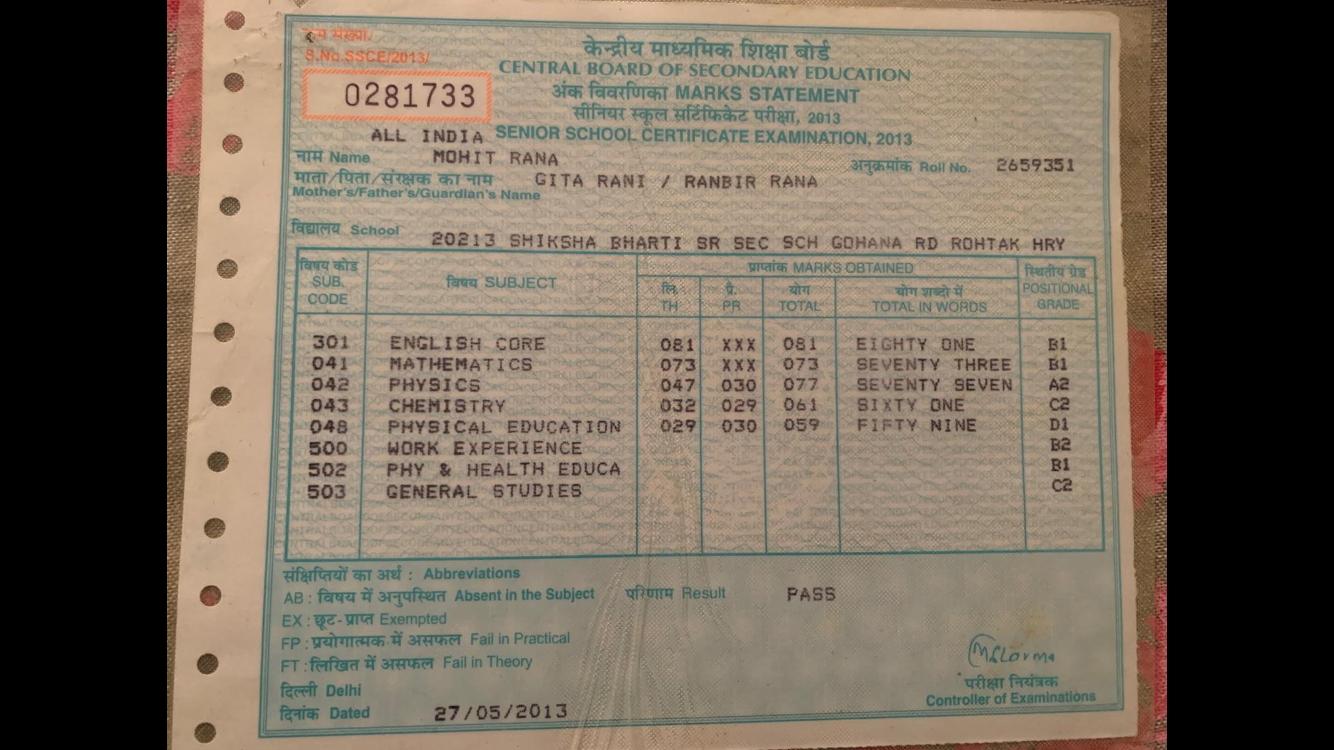 क्रम संख्या/
S.No.SSCE/2013/
0281733
केन्द्रीय माध्यमिक शिक्षा बोर्ड
CENTRAL BOARD OF SECONDARY EDUCATION
अंक विवरणिका MARKS STATEMENT
सीनियर स्कूल सर्टिफिकेट परीक्षा, 2013
ALL INDIA SENIOR SCHOOL CERTIFICATE EXAMINATION, 2013
नाम Name MOHIT RANA अनुक्रमांक Roll No. 2659351
माता/पिता/संरक्षक का नाम GITA RANI / RANBIR RANA
Mother's/Father's/Guardian's Name
विद्यालय School 20213 SHIKSHA BHARTI SR SEC SCH GOHANA RD ROHTAK HRY
विषय कोड SUB. CODE विषय SUBJECT प्राप्तांक MARKS OBTAINED स्थितीय ग्रेड POSITIONAL GRADE
लि. TH प्रै. PR योग TOTAL योग शब्दो में TOTAL IN WORDS
301 ENGLISH CORE 081 XXX 081 EIGHTY ONE B1
041 MATHEMATICS 073 XXX 073 SEVENTY THREE B1
042 PHYSICS 047 030 077 SEVENTY SEVEN A2
043 CHEMISTRY 032 029 061 SIXTY ONE C2
048 PHYSICAL EDUCATION 029 030 059 FIFTY NINE D1
500 WORK EXPERIENCE B2
502 PHY & HEALTH EDUCA B1
503 GENERAL STUDIES C2
संक्षिप्तियों का अर्थ : Abbreviations
AB : विषय में अनुपस्थित Absent in the Subject परिणाम Result PASS
EX : छूट-प्राप्त Exempted
FP : प्रयोगात्मक में असफल Fail in Practical
FT : लिखित में असफल Fail in Theory
दिल्ली Delhi
दिनांक Dated 27/05/2013
परीक्षा नियंत्रक
Controller of Examinations